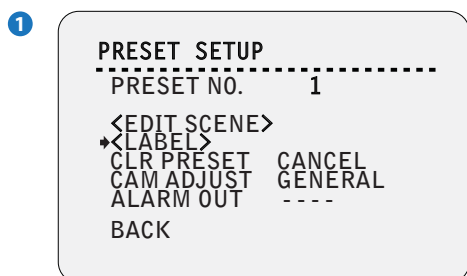 1
PRESET SETUP
PRESET NO. 1
<EDIT SCENE>
<LABEL>
CLR PRESET CANCEL
CAM ADJUST GENERAL
ALARM OUT ----
BACK